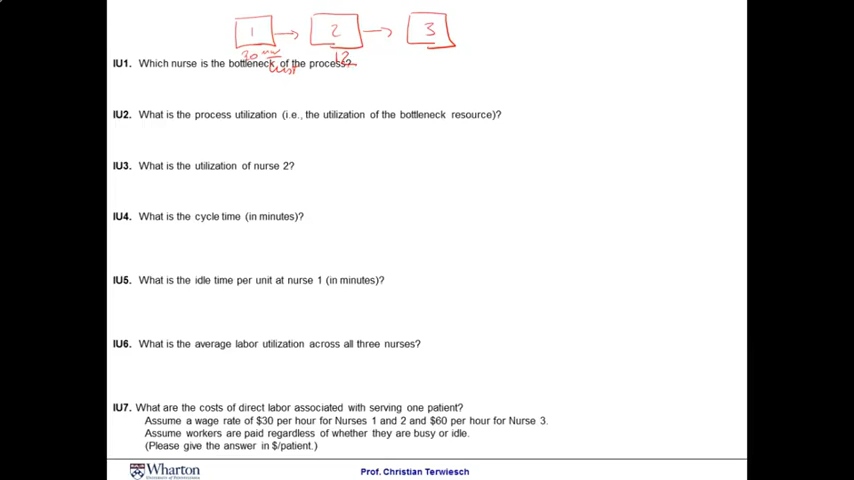 1 2 3
30 min 12
IU1. Which nurse is the bottleneck of the process?
IU2. What is the process utilization (i.e., the utilization of the bottleneck resource)?
IU3. What is the utilization of nurse 2?
IU4. What is the cycle time (in minutes)?
IU5. What is the idle time per unit at nurse 1 (in minutes)?
IU6. What is the average labor utilization across all three nurses?
IU7. What are the costs of direct labor associated with serving one patient?
Assume a wage rate of $30 per hour for Nurses 1 and 2 and $60 per hour for Nurse 3.
Assume workers are paid regardless of whether they are busy or idle.
(Please give the answer in $/patient.)
Wharton
Prof. Christian Terwiesch